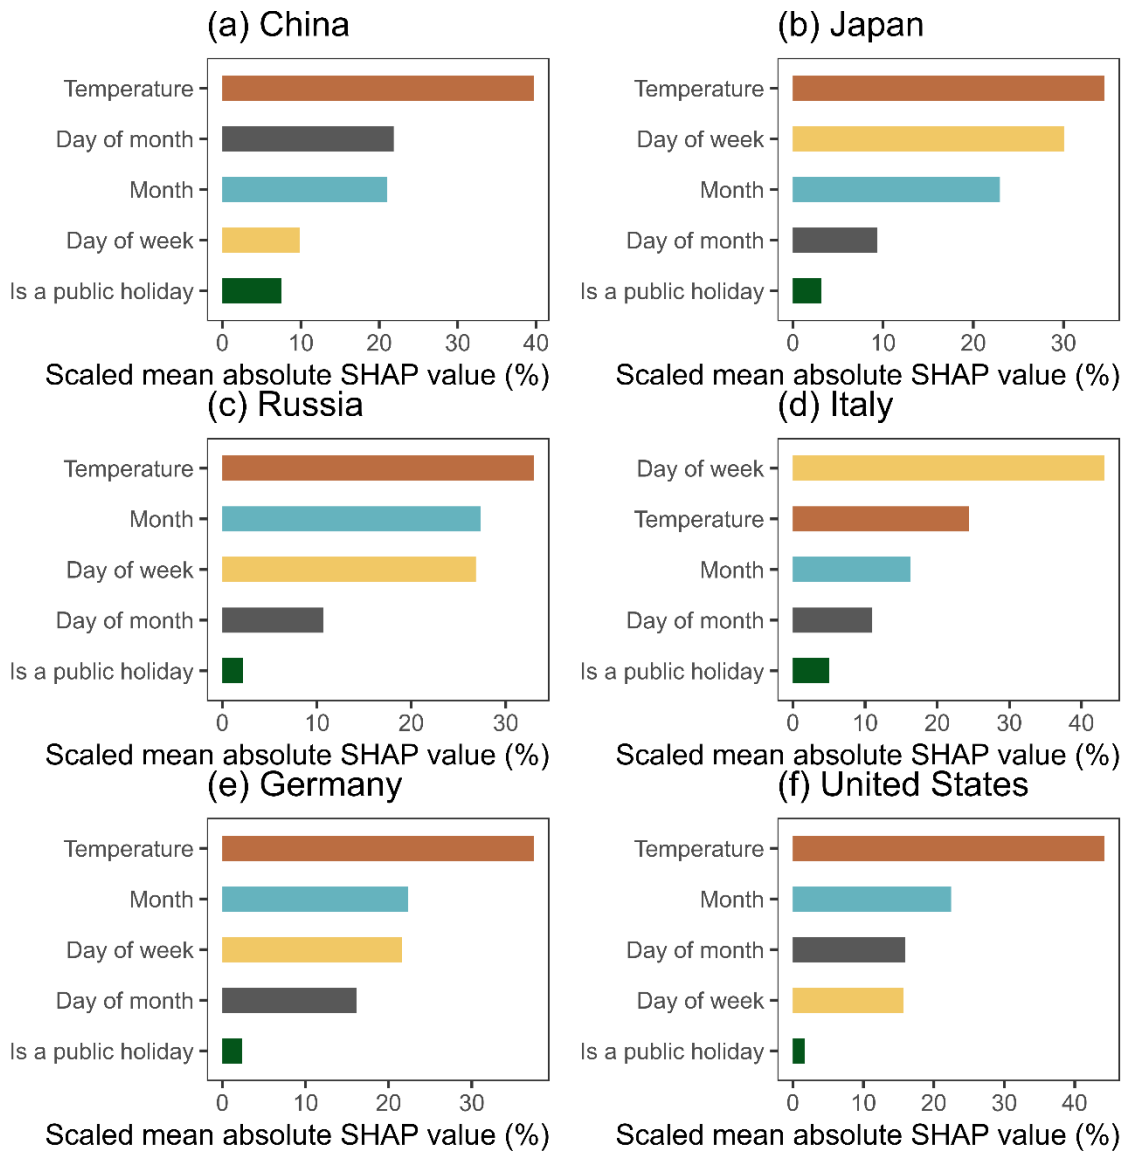 (a) China
Temperature
Day of month
Month
Day of week
Is a public holiday
0 10 20 30 40
Scaled mean absolute SHAP value (%)
(b) Japan
Temperature
Day of week
Month
Day of month
Is a public holiday
0 10 20 30
Scaled mean absolute SHAP value (%)
(c) Russia
Temperature
Month
Day of week
Day of month
Is a public holiday
0 10 20 30
Scaled mean absolute SHAP value (%)
(d) Italy
Day of week
Temperature
Month
Day of month
Is a public holiday
0 10 20 30 40
Scaled mean absolute SHAP value (%)
(e) Germany
Temperature
Month
Day of week
Day of month
Is a public holiday
0 10 20 30
Scaled mean absolute SHAP value (%)
(f) United States
Temperature
Month
Day of month
Day of week
Is a public holiday
0 10 20 30 40
Scaled mean absolute SHAP value (%)